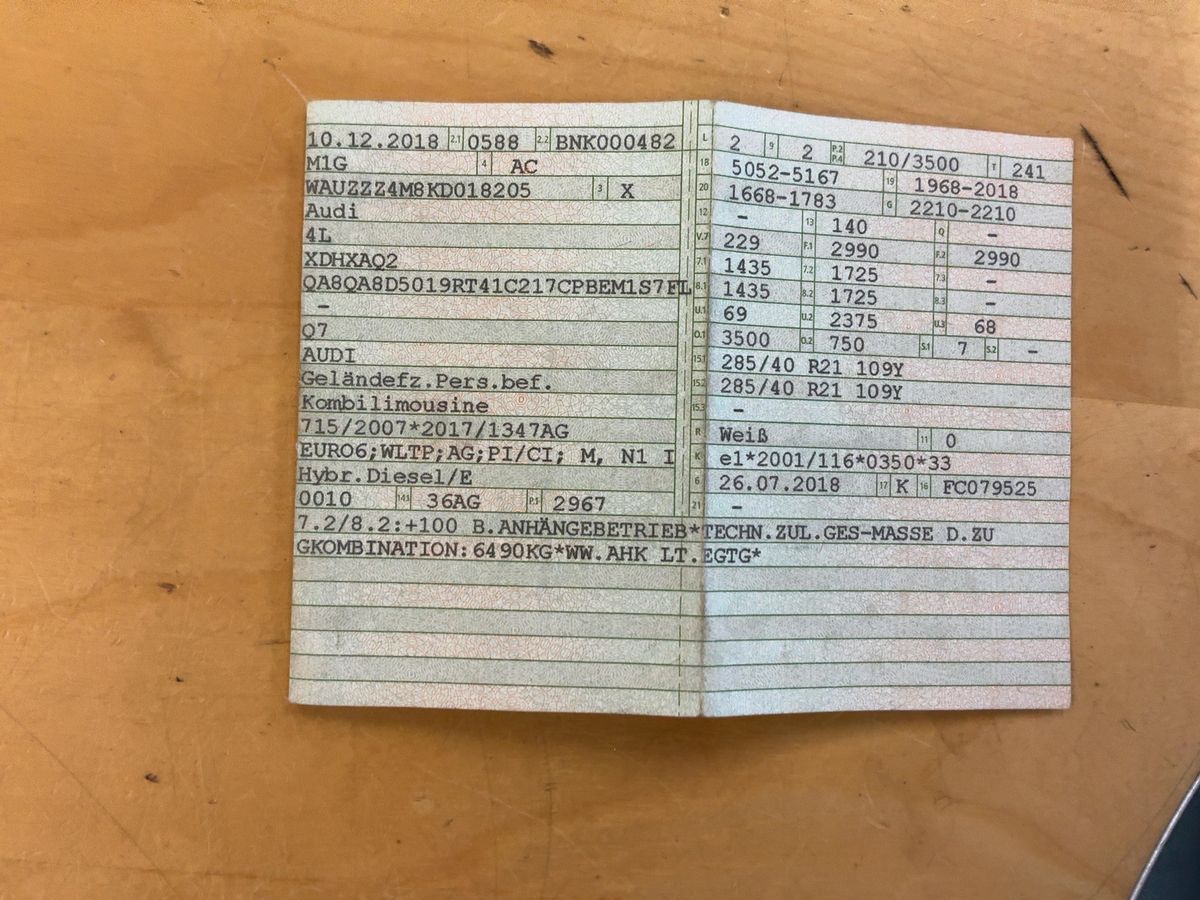 10.12.2018 2.1 0588 2.2 BNK000482
M1G 4 AC
WAUZZZ4M8KD018205 3 X
Audi
4L
XDHXAQ2
QA8QA8D5019RT41C217CPBEM1S7FL
-
Q7
AUDI
Geländefz.Pers.bef.
Kombilimousine
715/2007*2017/1347AG
EURO6;WLTP;AG;PI/CI; M, N1 I
Hybr.Diesel/E
0010 14.1 36AG P.1 2967
L 2 9 2 P.2 P.4 210/3500 T 241
18 5052-5167 19 1968-2018
20 1668-1783 G 2210-2210
12 - 13 140 Q -
V.7 229 F.1 2990 F.2 2990
7.1 1435 7.2 1725 7.3 -
8.1 1435 8.2 1725 8.3 -
U.1 69 U.2 2375 U.3 68
O.1 3500 O.2 750 S.1 7 S.2 -
15.1 285/40 R21 109Y
15.2 285/40 R21 109Y
15.3 -
R Weiß 11 0
K e1*2001/116*0350*33
6 26.07.2018 17 K 16 FC079525
21 -
7.2/8.2:+100 B.ANHÄNGEBETRIEB*TECHN.ZUL.GES-MASSE D.ZU
GKOMBINATION:6490KG*WW.AHK LT.EGTG*